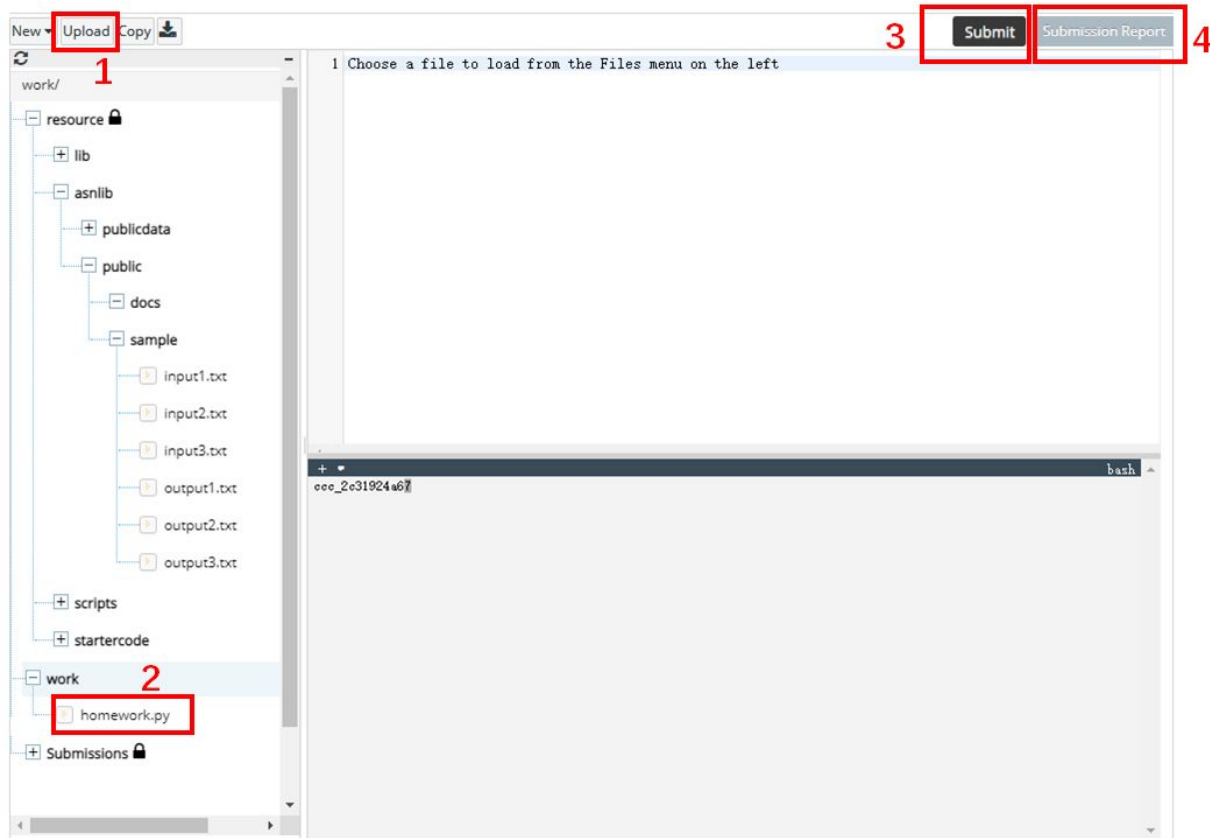 New Upload Copy 3 Submit Submission Report 4
1
work/
resource
lib
asnlib
publicdata
public
docs
sample
input1.txt
input2.txt
input3.txt
output1.txt
output2.txt
output3.txt
scripts
startercode
work
2
homework.py
Submissions
1 Choose a file to load from the Files menu on the left
+ bash
ccc_2c31924a67